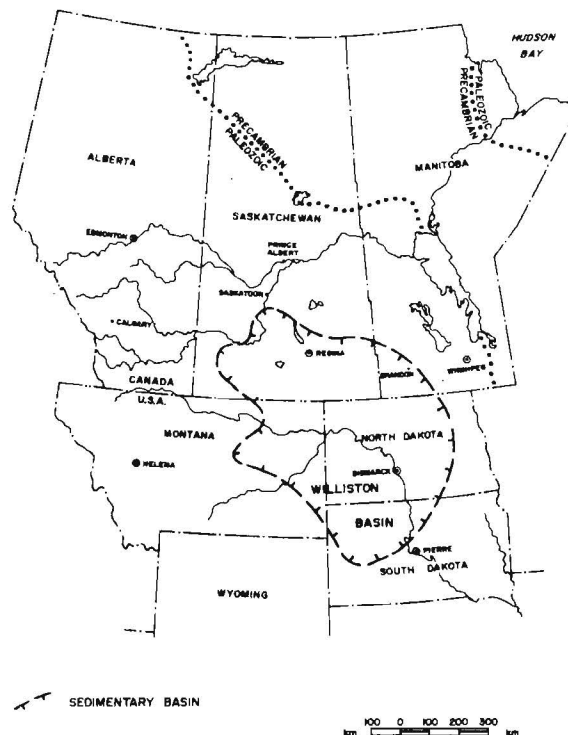 HUDSON
BAY
PALEOZOIC
PRECAMBRIAN
PRECAMBRIAN
PALEOZOIC
ALBERTA
MANITOBA
SASKATCHEWAN
EDMONTON
PRINCE
ALBERT
SASKATOON
CALGARY
REGINA
WINNIPEG
BRANDON
CANADA
U.S.A.
MONTANA
NORTH DAKOTA
HELENA
BISMARCK
WILLISTON
BASIN
PIERRE
SOUTH DAKOTA
WYOMING
SEDIMENTARY BASIN
100 0 100 200 300
km km